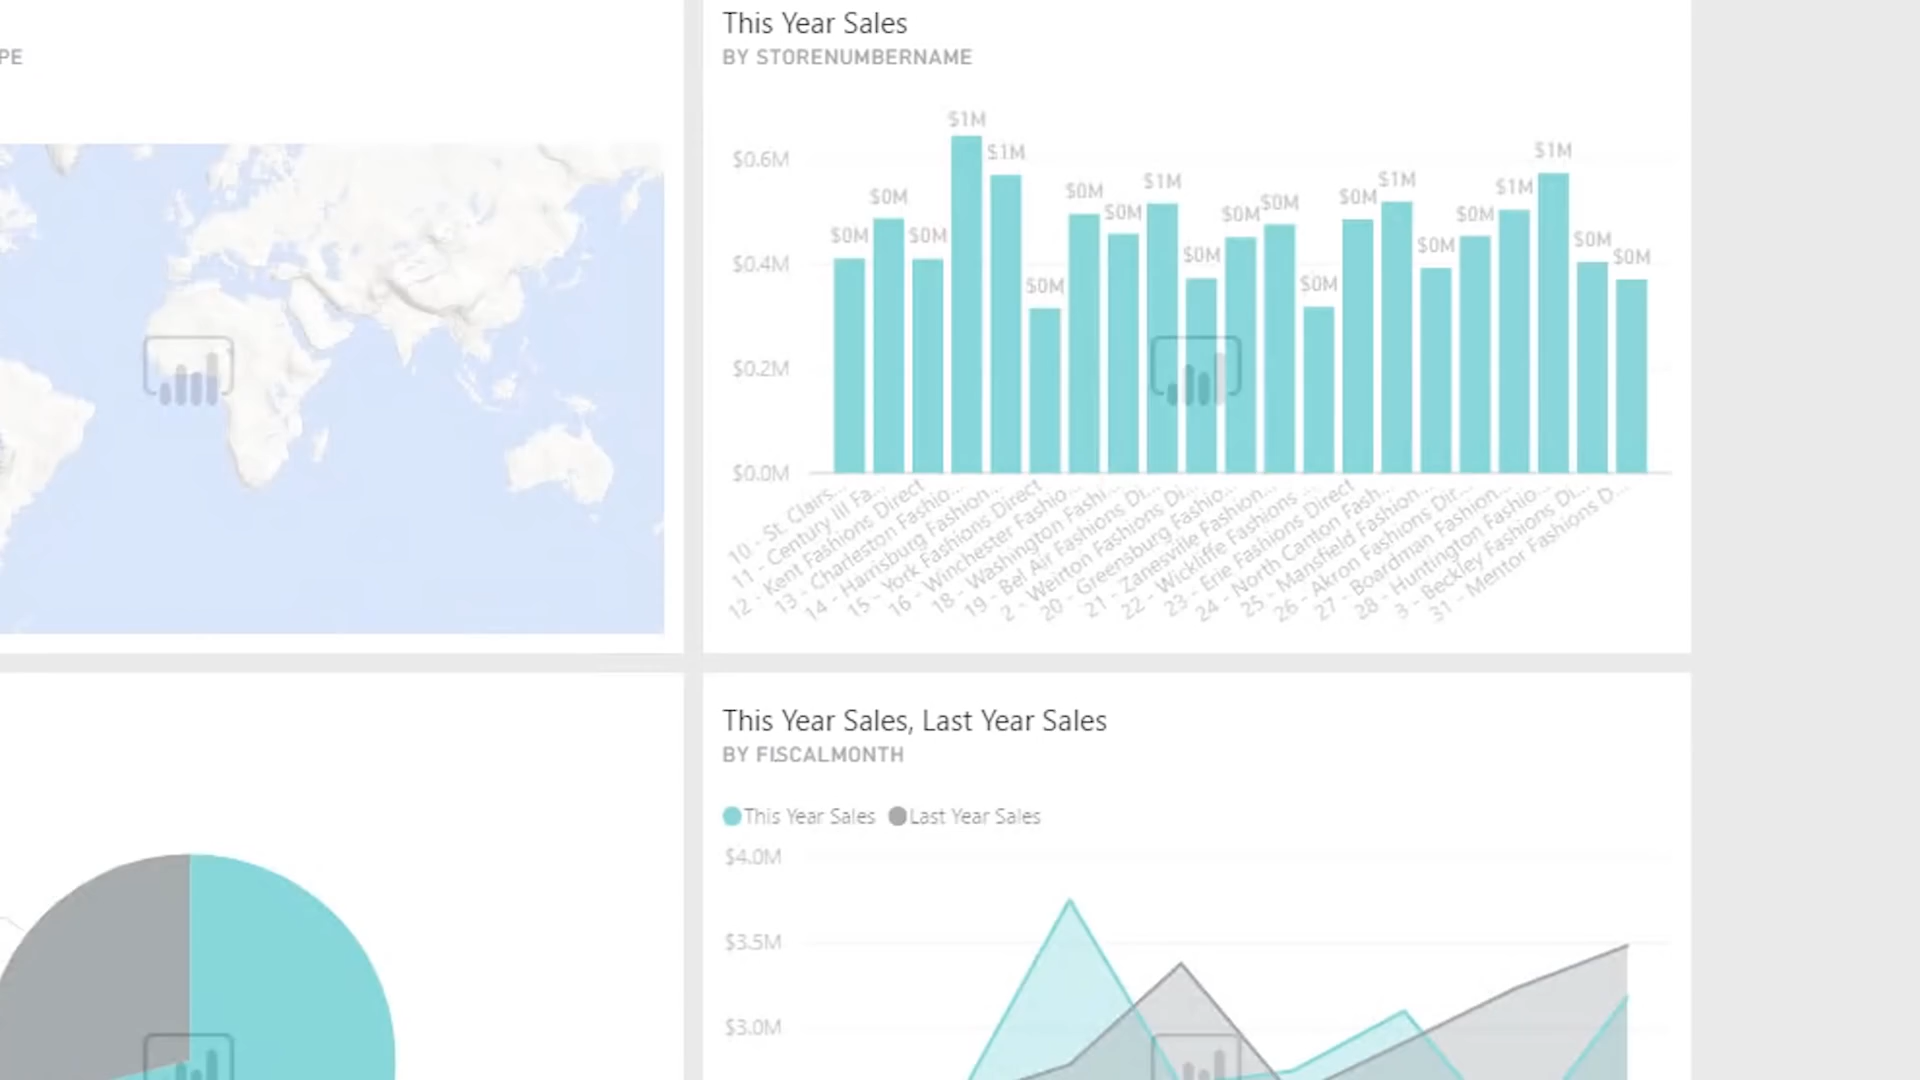 PE
This Year Sales
BY STORENUMBERNAME
$0.6M
$0.4M
$0.2M
$0.0M
$0M
$0M
$0M
$1M
$1M
$0M
$0M
$0M
$1M
$0M
$0M
$0M
$0M
$0M
$1M
$0M
$0M
$1M
$1M
$0M
$0M
10 - St. Clairs...
11 - Century III Fa...
12 - Kent Fashions Direct
13 - Charleston Fashio...
14 - Harrisburg Fashion...
15 - York Fashions Direct
16 - Winchester Fashio...
18 - Washington Fashi...
19 - Bel Air Fashions Di...
2 - Weirton Fashions Di...
20 - Greensburg Fashio...
21 - Zanesville Fashion...
22 - Wickliffe Fashions ...
23 - Erie Fashions Direct
24 - North Canton Fash...
25 - Mansfield Fashion...
26 - Akron Fashions Dir...
27 - Boardman Fashion...
28 - Huntington Fashio...
3 - Beckley Fashions Di...
31 - Mentor Fashions D...
This Year Sales, Last Year Sales
BY FISCALMONTH
This Year Sales Last Year Sales
$4.0M
$3.5M
$3.0M